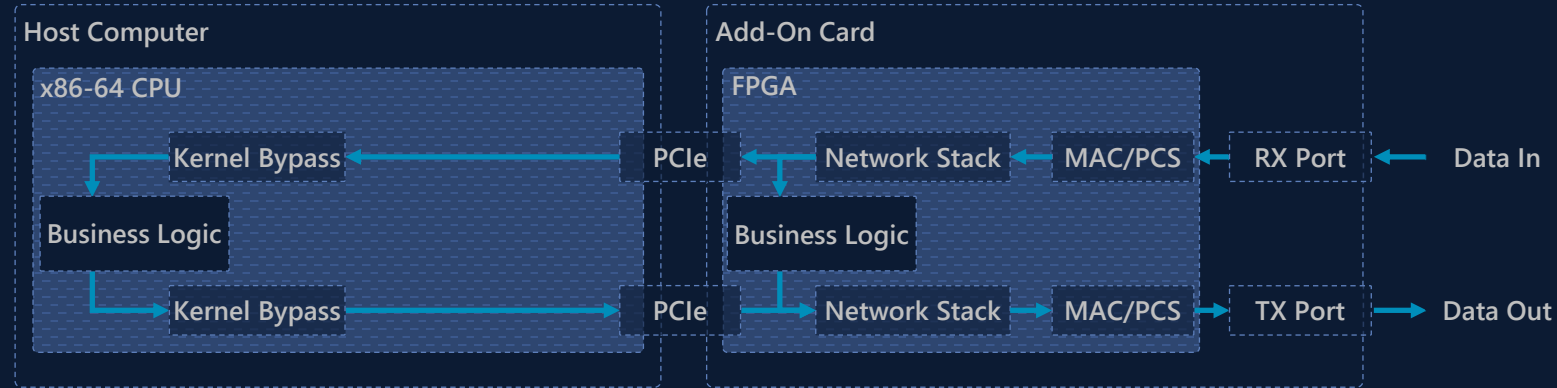 Host Computer
Add-On Card
x86-64 CPU
FPGA
Kernel Bypass
PCIe
Network Stack
MAC/PCS
RX Port
Data In
Business Logic
Business Logic
Kernel Bypass
PCIe
Network Stack
MAC/PCS
TX Port
Data Out